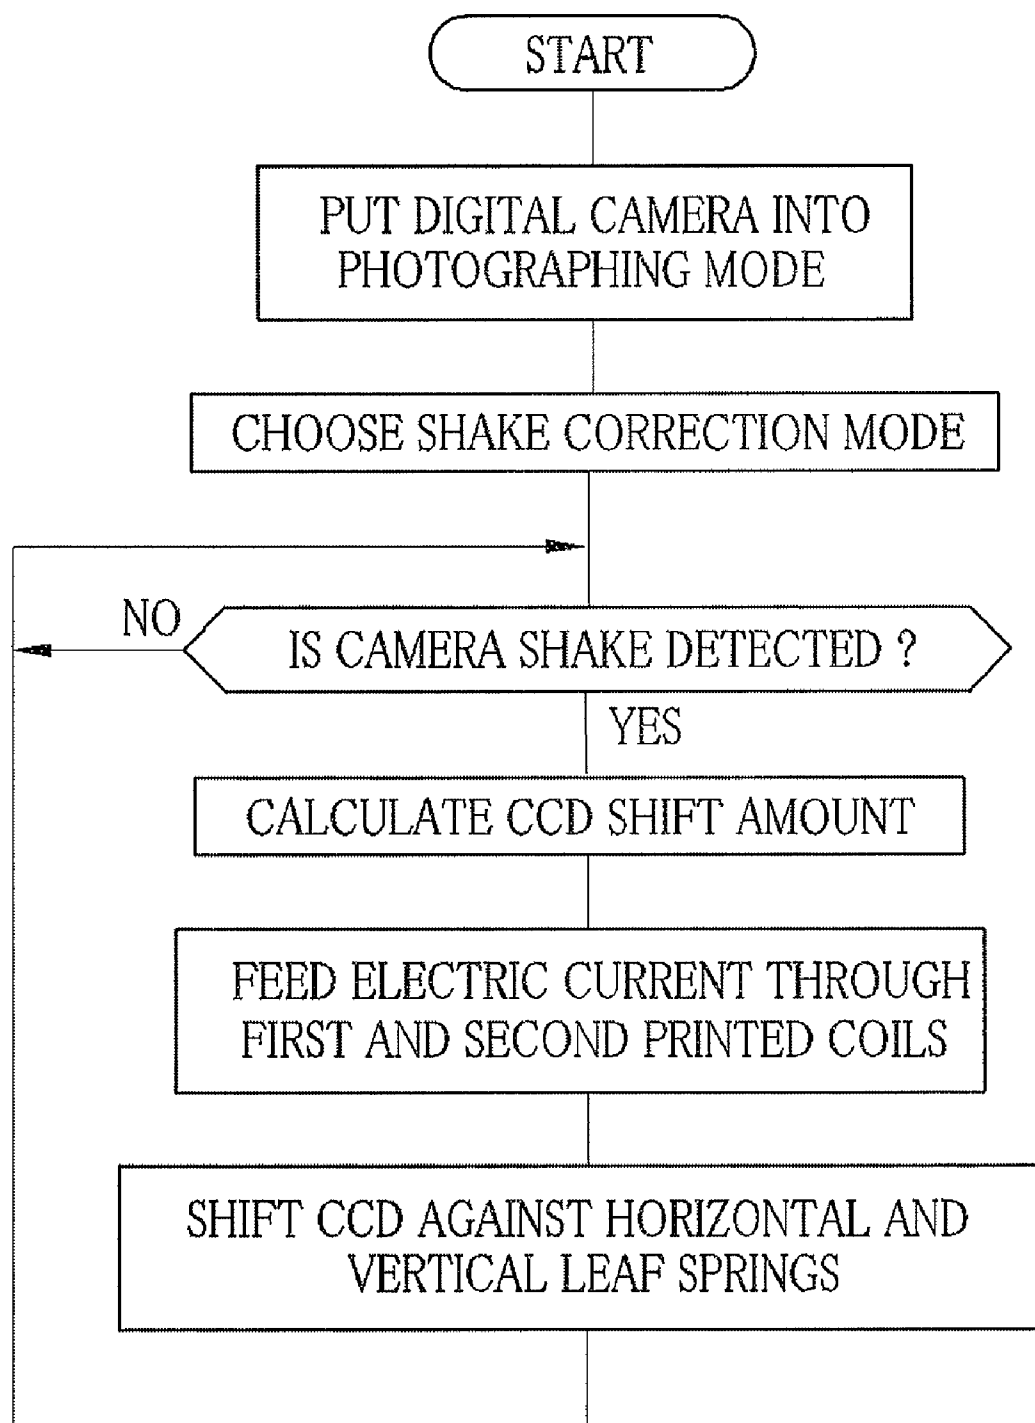 START
PUT DIGITAL CAMERA INTO
PHOTOGRAPHING MODE
CHOOSE SHAKE CORRECTION MODE
NO
IS CAMERA SHAKE DETECTED ?
YES
CALCULATE CCD SHIFT AMOUNT
FEED ELECTRIC CURRENT THROUGH
FIRST AND SECOND PRINTED COILS
SHIFT CCD AGAINST HORIZONTAL AND
VERTICAL LEAF SPRINGS